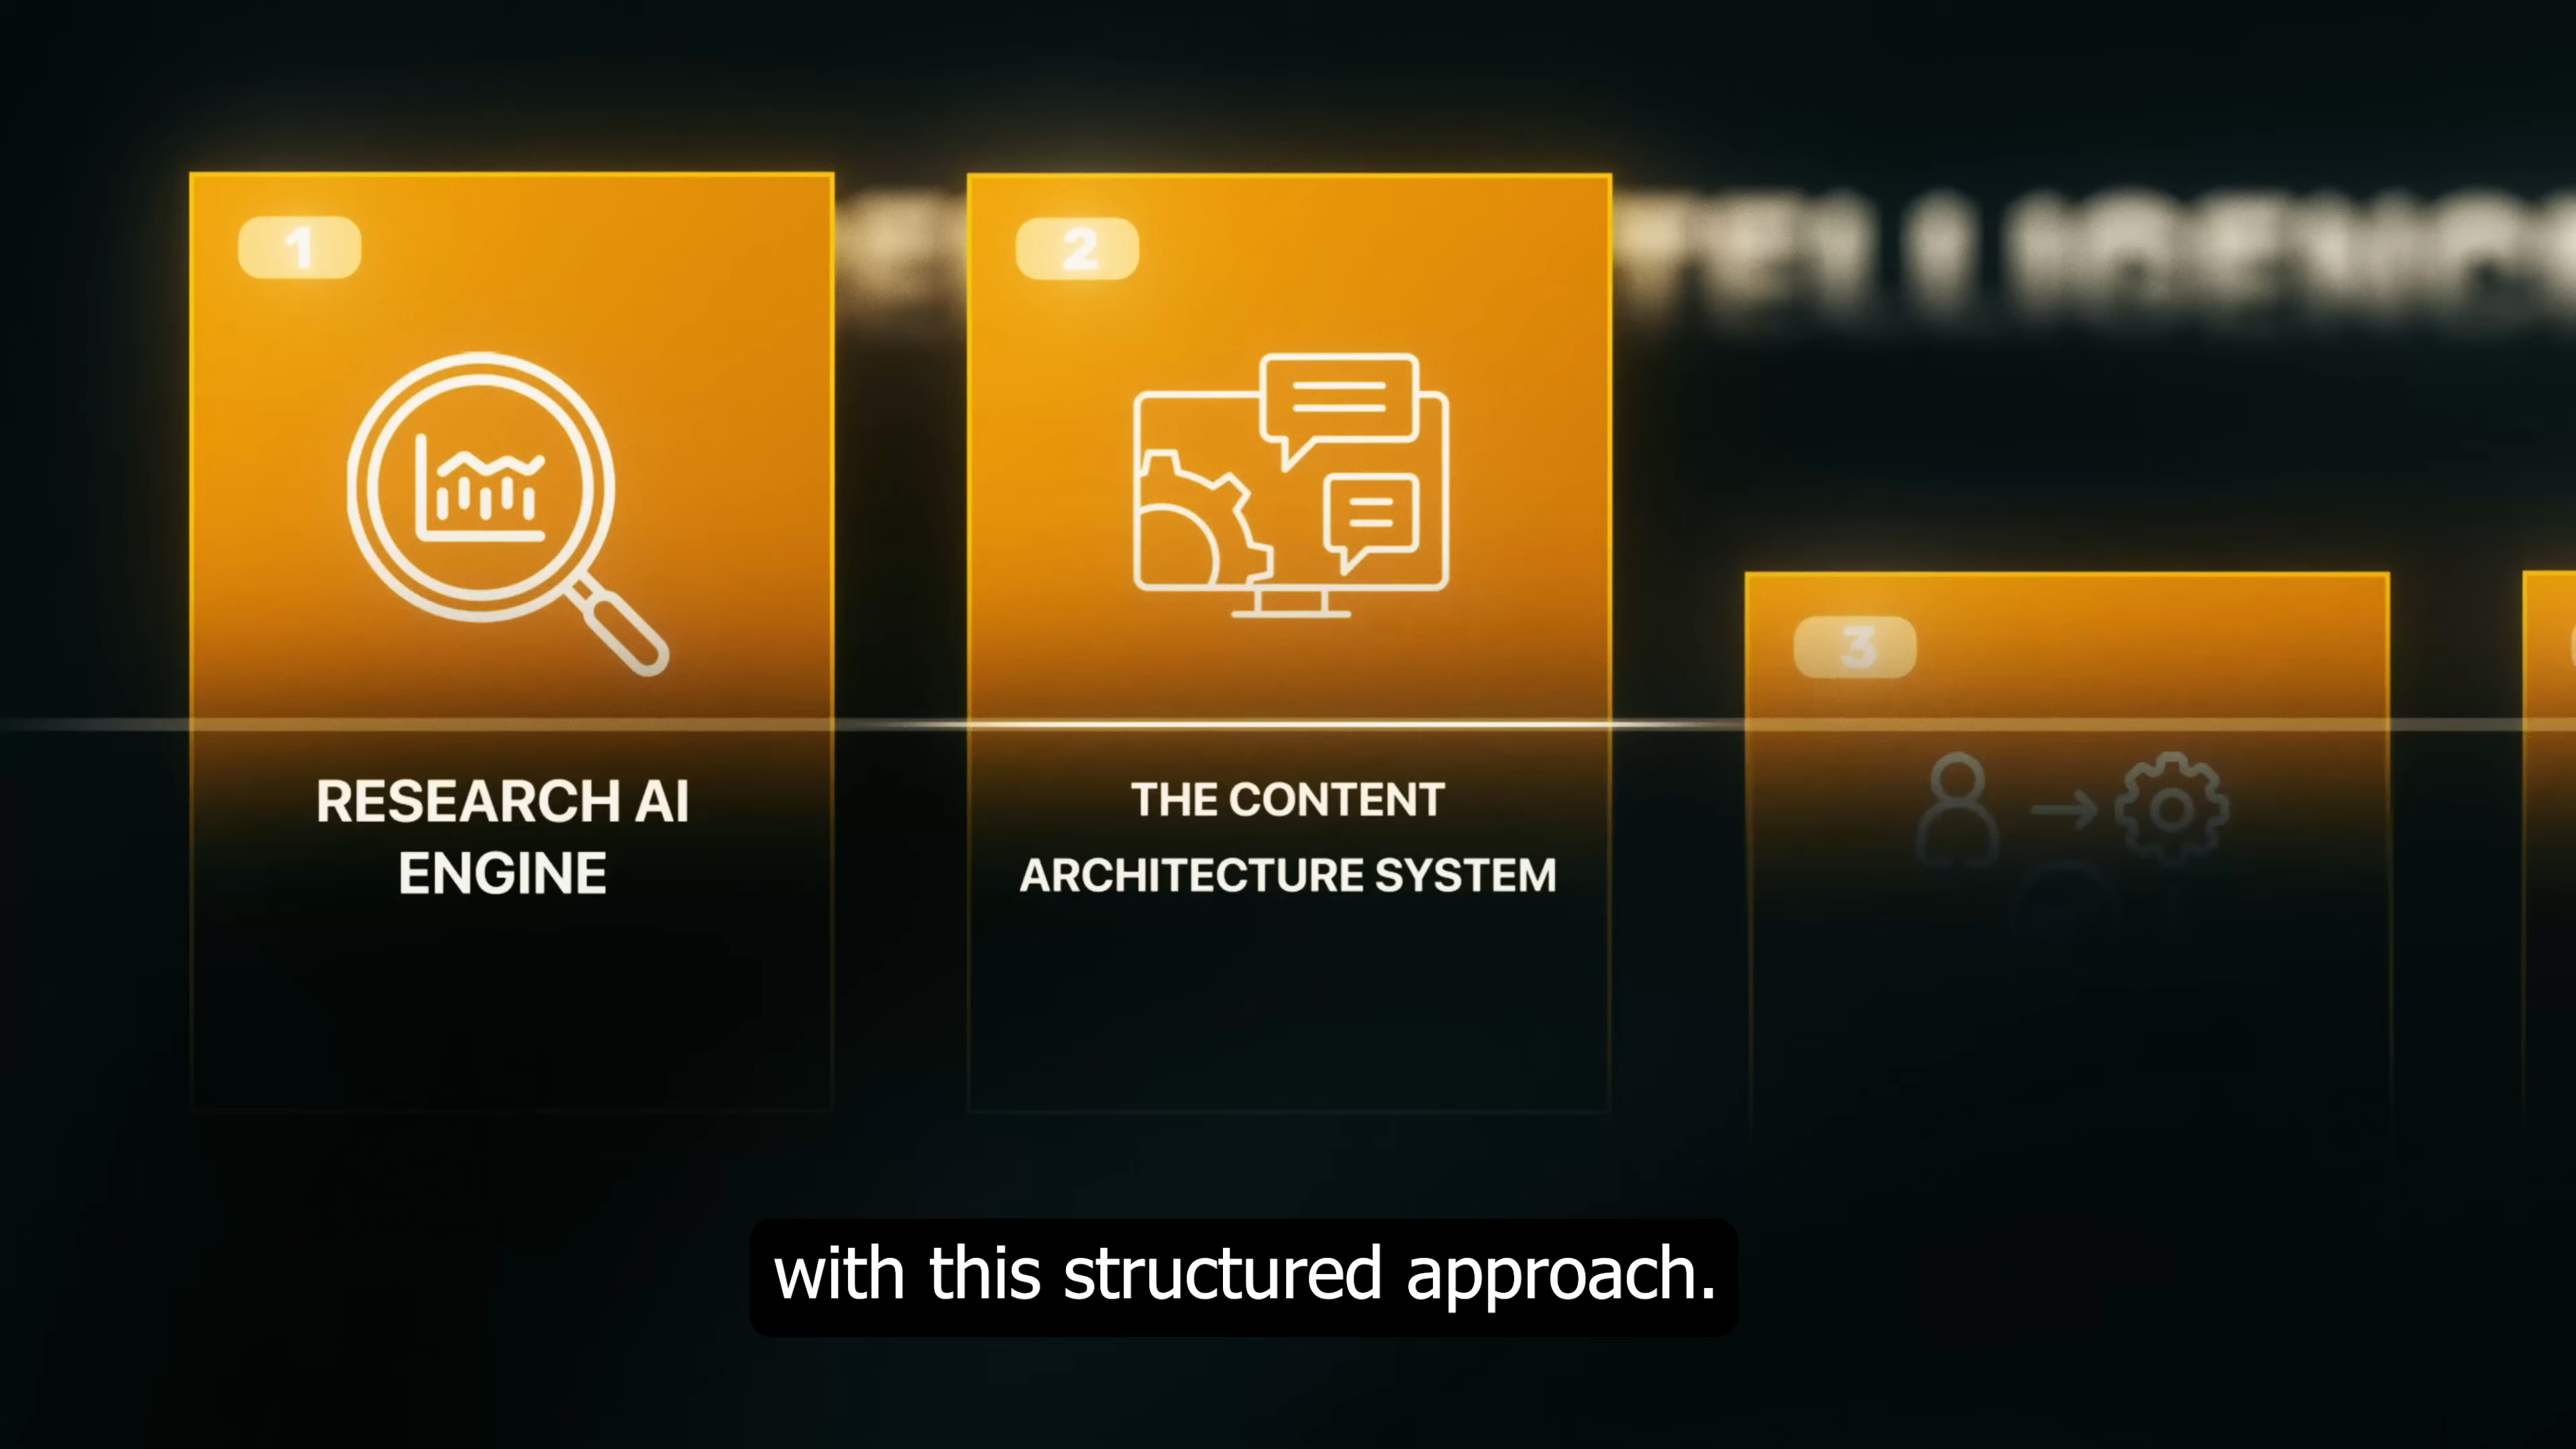 1
2
3
RESEARCH AI
ENGINE
THE CONTENT
ARCHITECTURE SYSTEM
with this structured approach.